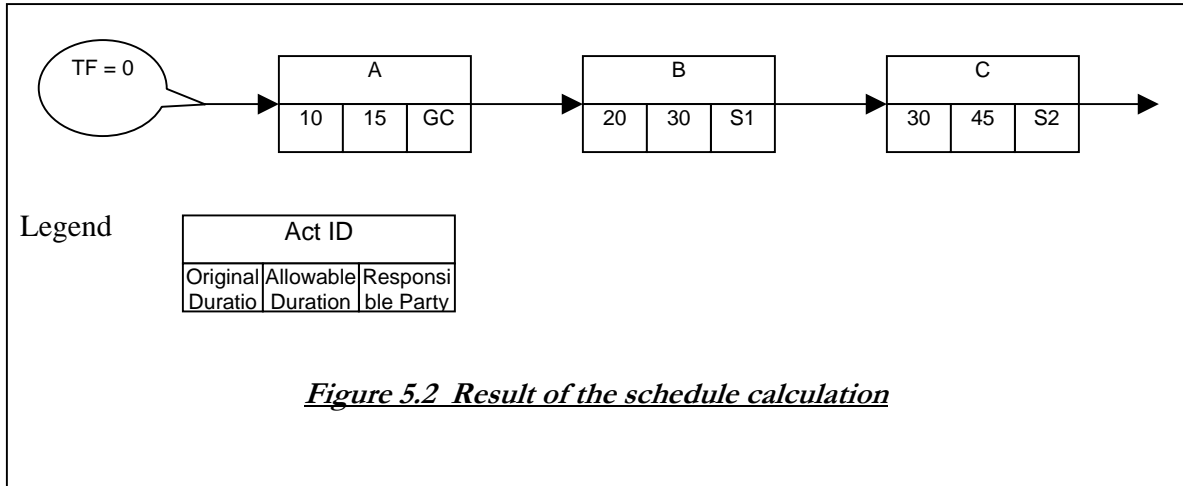 TF = 0
A
10 15 GC
B
20 30 S1
C
30 45 S2
Legend
Act ID
Original Allowable Responsi
Duratio Duration ble Party
Figure 5.2 Result of the schedule calculation